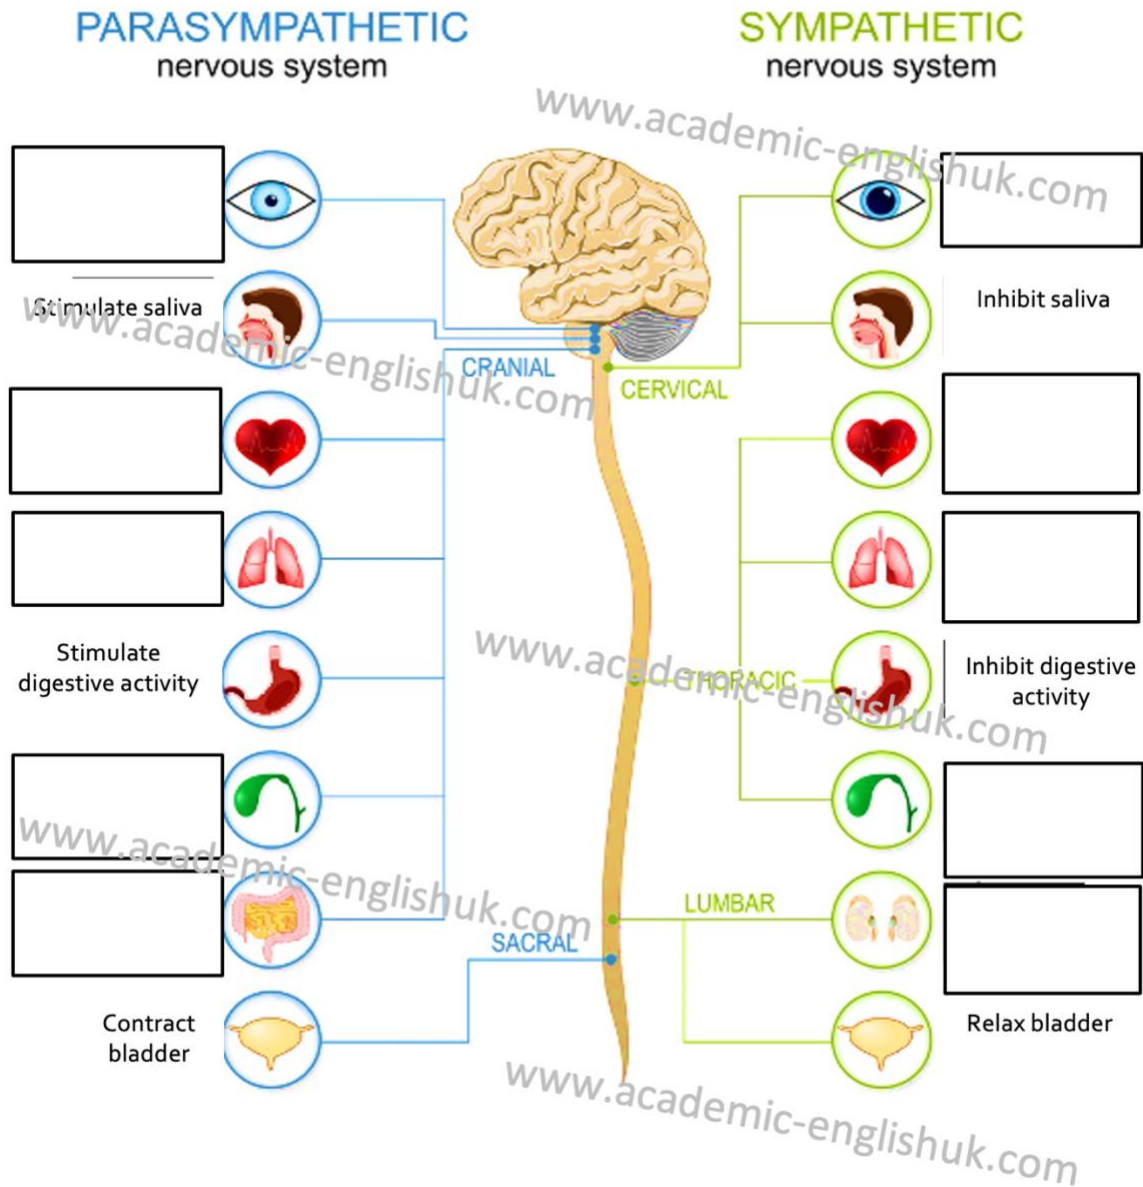 PARASYMPATHETIC
nervous system
SYMPATHETIC
nervous system
www.academic-englishuk.com
Stimulate saliva
Inhibit saliva
www.academic-englishuk.com
CRANIAL
CERVICAL
Stimulate
digestive activity
www.academic-englishuk.com
THORACIC
Inhibit digestive
activity
www.academic-englishuk.com
LUMBAR
SACRAL
Contract
bladder
Relax bladder
www.academic-englishuk.com